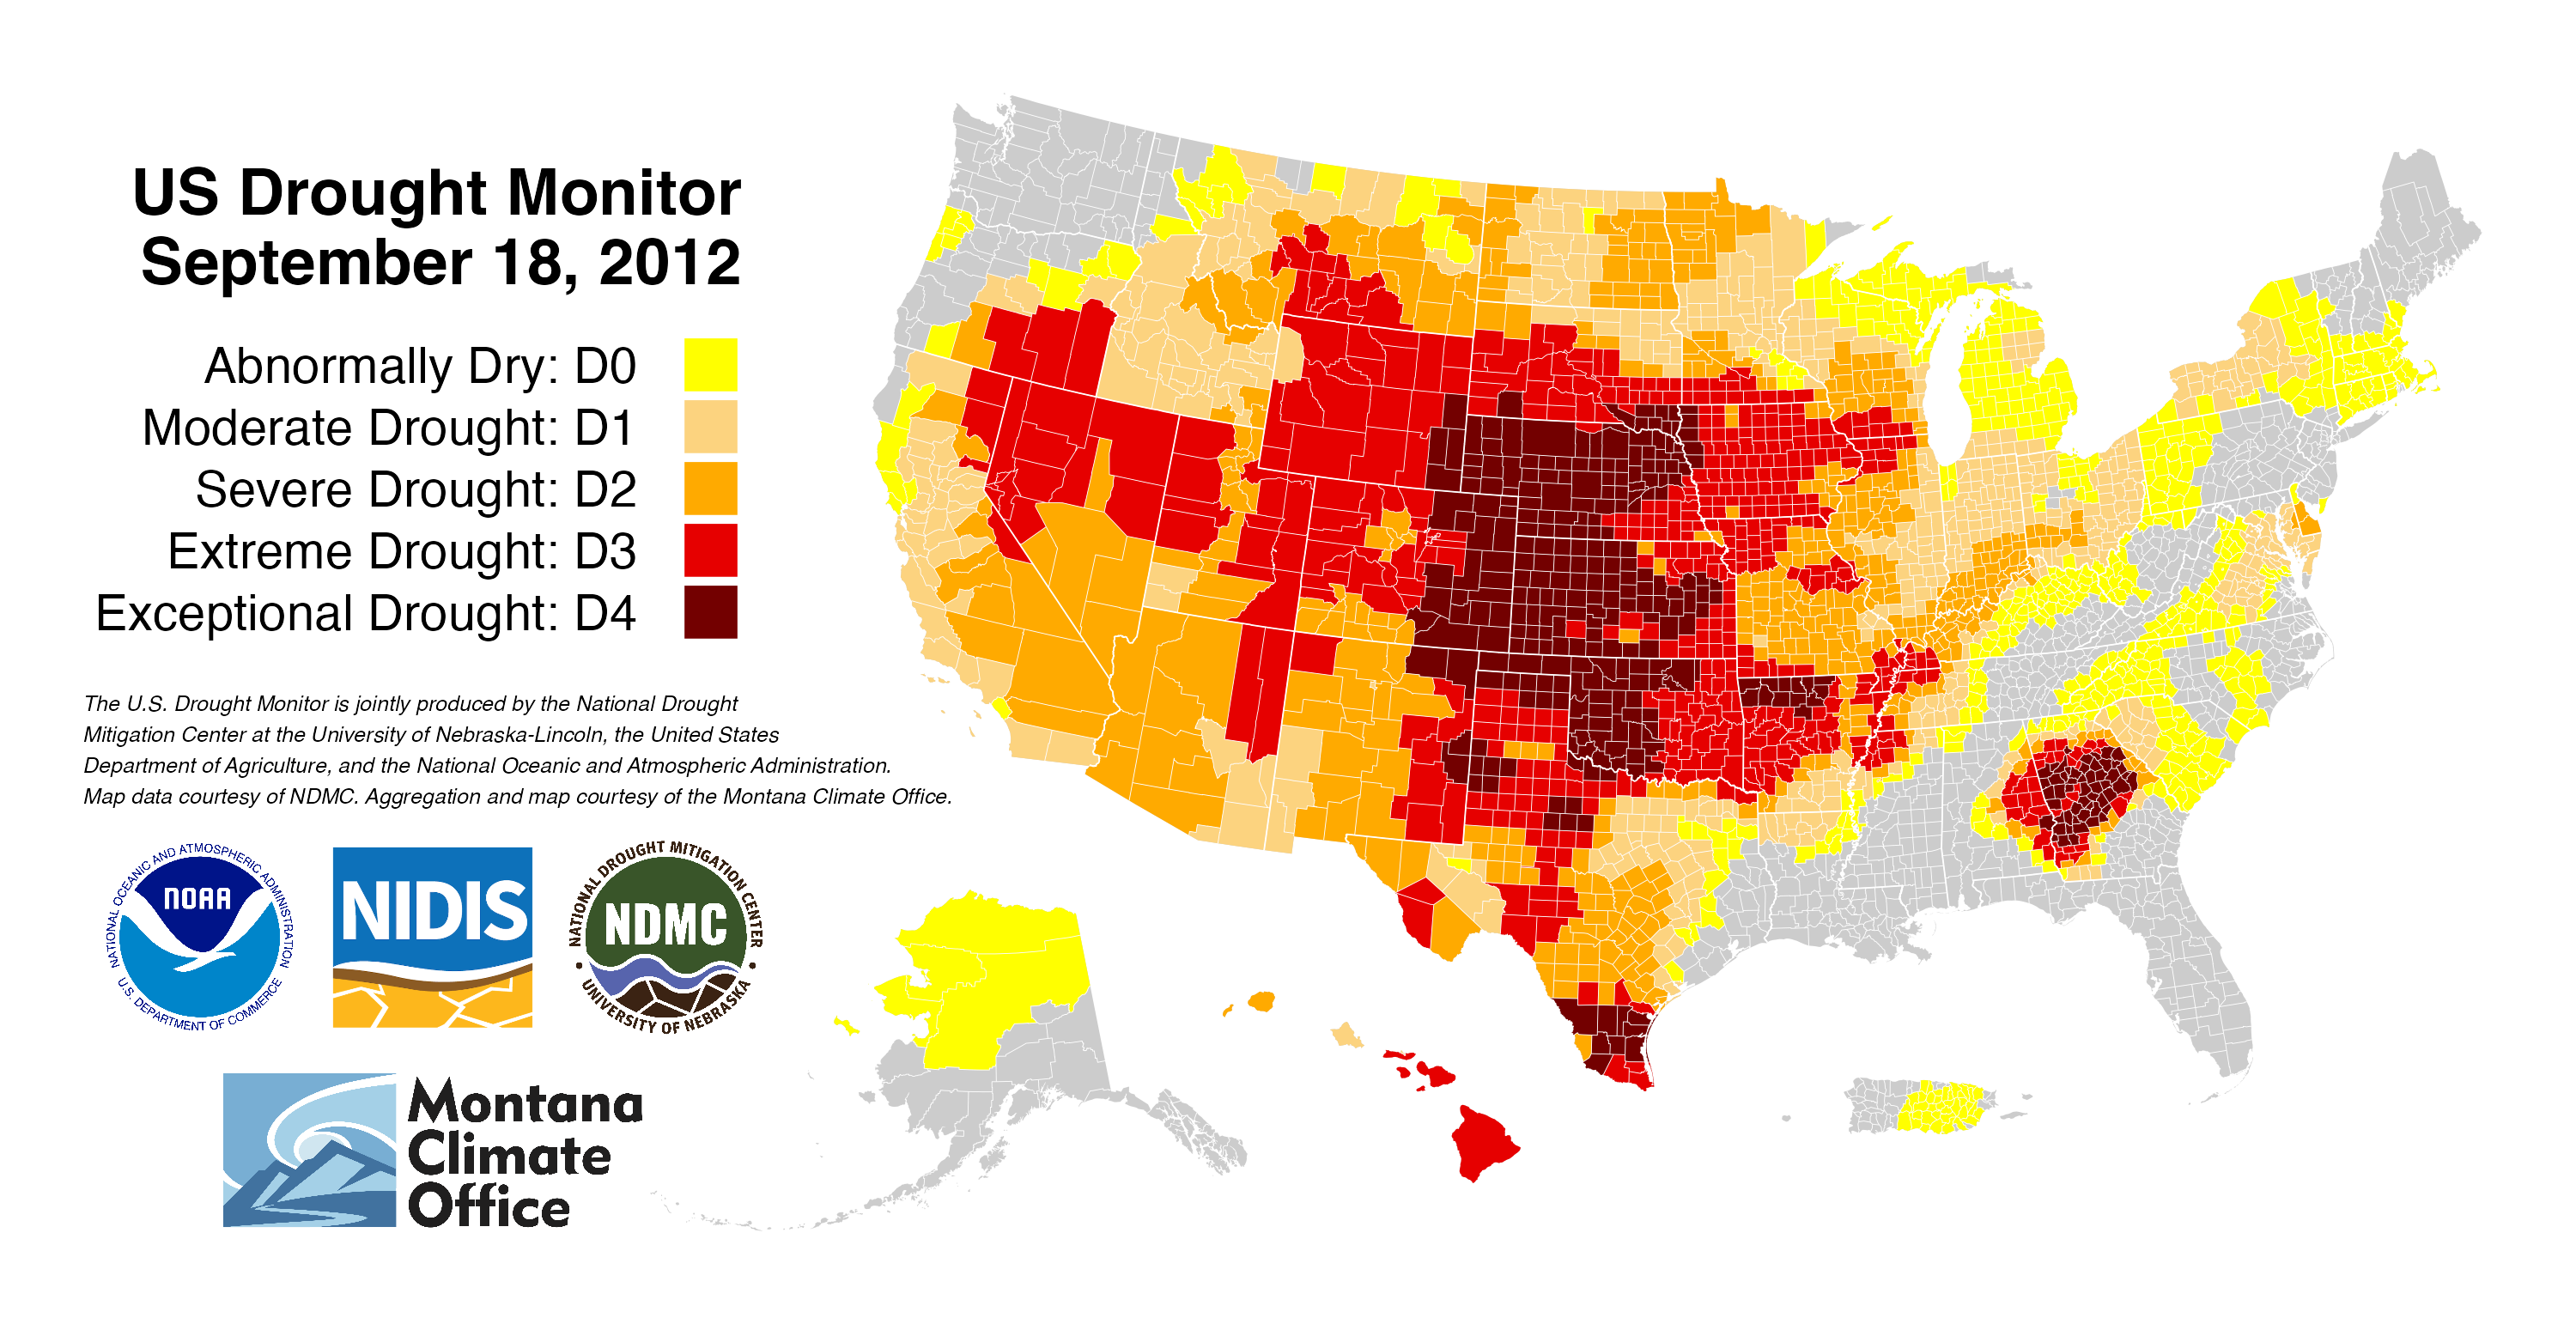 US Drought Monitor
September 18, 2012
Abnormally Dry: D0
Moderate Drought: D1
Severe Drought: D2
Extreme Drought: D3
Exceptional Drought: D4
The U.S. Drought Monitor is jointly produced by the National Drought
Mitigation Center at the University of Nebraska-Lincoln, the United States
Department of Agriculture, and the National Oceanic and Atmospheric Administration.
Map data courtesy of NDMC. Aggregation and map courtesy of the Montana Climate Office.
NATIONAL OCEANIC AND ATMOSPHERIC ADMINISTRATION
NOAA
U.S. DEPARTMENT OF COMMERCE
NIDIS
NATIONAL DROUGHT MITIGATION CENTER
NDMC
UNIVERSITY OF NEBRASKA
Montana
Climate
Office